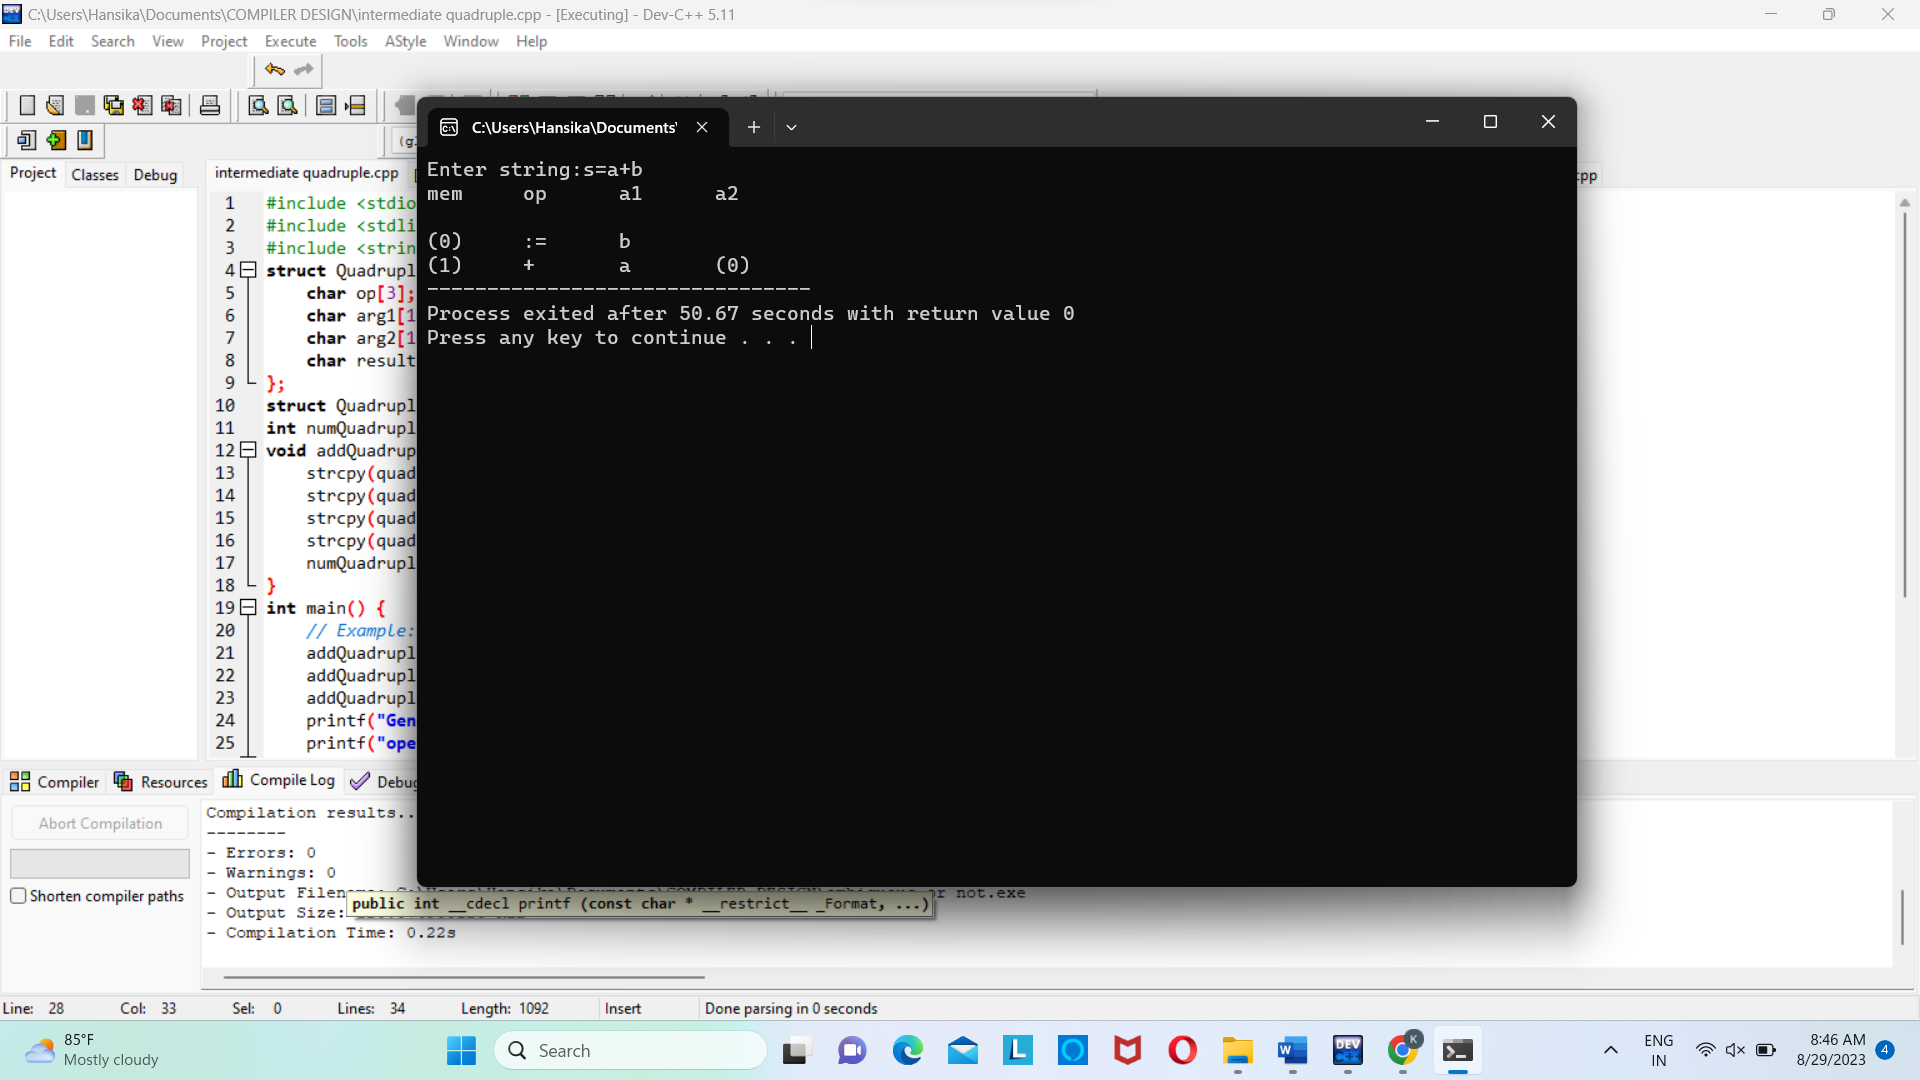 C:\Users\Hansika\Documents\COMPILER DESIGN\intermediate quadruple.cpp - [Executing] - Dev-C++ 5.11
File Edit Search View Project Execute Tools AStyle Window Help
C:\Users\Hansika\Documents'
Project Classes Debug
intermediate quadruple.cpp
cpp
Enter string:s=a+b
mem op a1 a2
(0) := b
(1) + a (0)
--------------------------------
Process exited after 50.67 seconds with return value 0
Press any key to continue . . .
1 #include <stdio
2 #include <stdli
3 #include <strin
4 struct Quadrupl
5 char op[3];
6 char arg1[1
7 char arg2[1
8 char result
9 };
10 struct Quadrupl
11 int numQuadrupl
12 void addQuadrup
13 strcpy(quad
14 strcpy(quad
15 strcpy(quad
16 strcpy(quad
17 numQuadrupl
18 }
19 int main() {
20 // Example:
21 addQuadrupl
22 addQuadrupl
23 addQuadrupl
24 printf("Gen
25 printf("ope
Compiler Resources Compile Log Debug
Abort Compilation
Shorten compiler paths
Compilation results..
--------
- Errors: 0
- Warnings: 0
- Output or not.exe
public int __cdecl printf (const char * __restrict__ _Format, ...)
- Output Size:
- Compilation Time: 0.22s
Line: 28 Col: 33 Sel: 0 Lines: 34 Length: 1092 Insert Done parsing in 0 seconds
85°F
Mostly cloudy
Search
DEV C++
K
ENG
IN
8:46 AM
8/29/2023
4